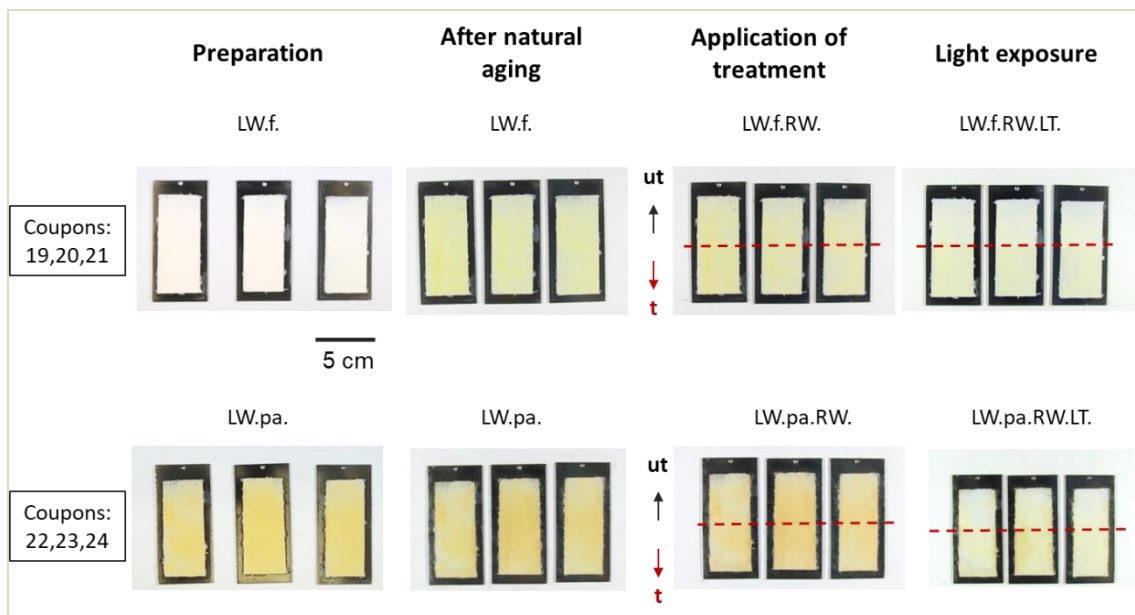 Preparation
After natural
aging
Application of
treatment
Light exposure
LW.f.
LW.f.
LW.f.RW.
LW.f.RW.LT.
Coupons:
19,20,21
ut
t
5 cm
LW.pa.
LW.pa.
LW.pa.RW.
LW.pa.RW.LT.
Coupons:
22,23,24
ut
t